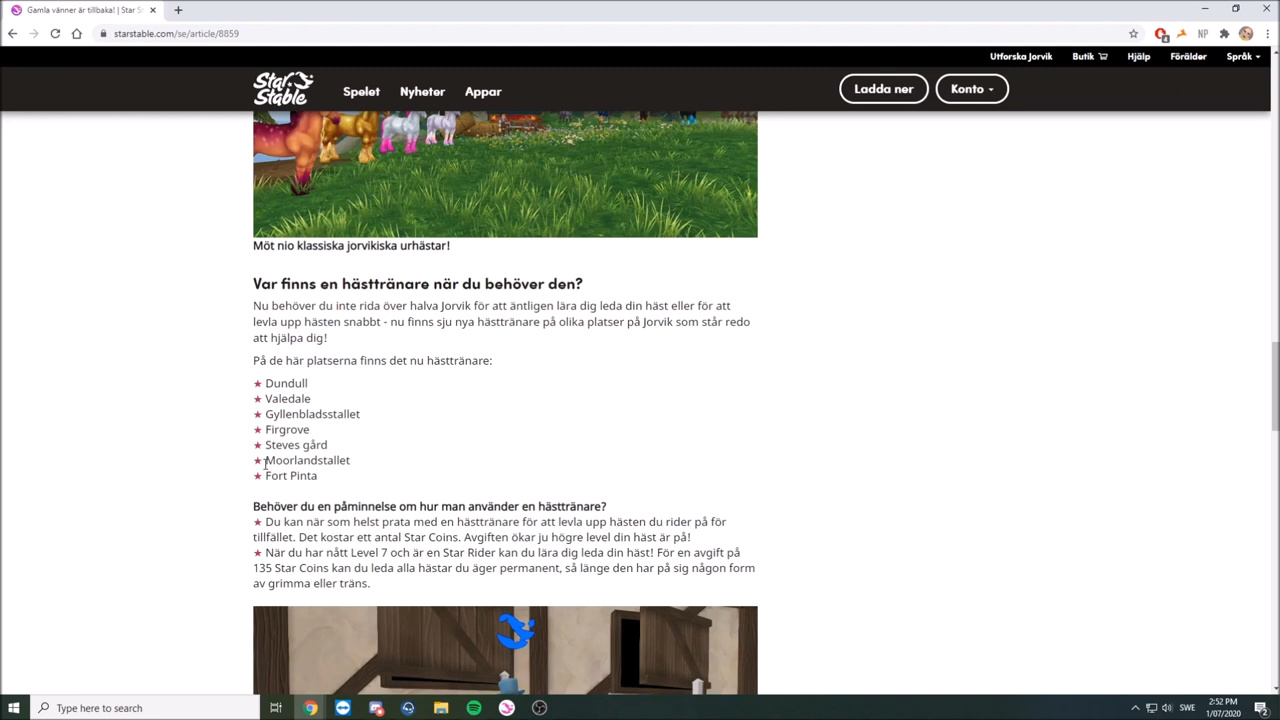 Gamla vänner är tillbaka! | Star S
starstable.com/se/article/8859
4
NP
Utforska Jorvik Butik Hjälp Förälder Språk
Star Stable Spelet Nyheter Appar Ladda ner Konto
Möt nio klassiska jorvikiska urhästar!
Var finns en hästtränare när du behöver den?
Nu behöver du inte rida över halva Jorvik för att äntligen lära dig leda din häst eller för att
levla upp hästen snabbt - nu finns sju nya hästtränare på olika platser på Jorvik som står redo
att hjälpa dig!
På de här platserna finns det nu hästtränare:
★ Dundull
★ Valedale
★ Gyllenbladsstallet
★ Firgrove
★ Steves gård
★ Moorlandstallet
★ Fort Pinta
Behöver du en påminnelse om hur man använder en hästtränare?
★ Du kan när som helst prata med en hästtränare för att levla upp hästen du rider på för
tillfället. Det kostar ett antal Star Coins. Avgiften ökar ju högre level din häst är på!
★ När du har nått Level 7 och är en Star Rider kan du lära dig leda din häst! För en avgift på
135 Star Coins kan du leda alla hästar du äger permanent, så länge den har på sig någon form
av grimma eller träns.
Type here to search
SWE
2:52 PM
1/07/2020
2